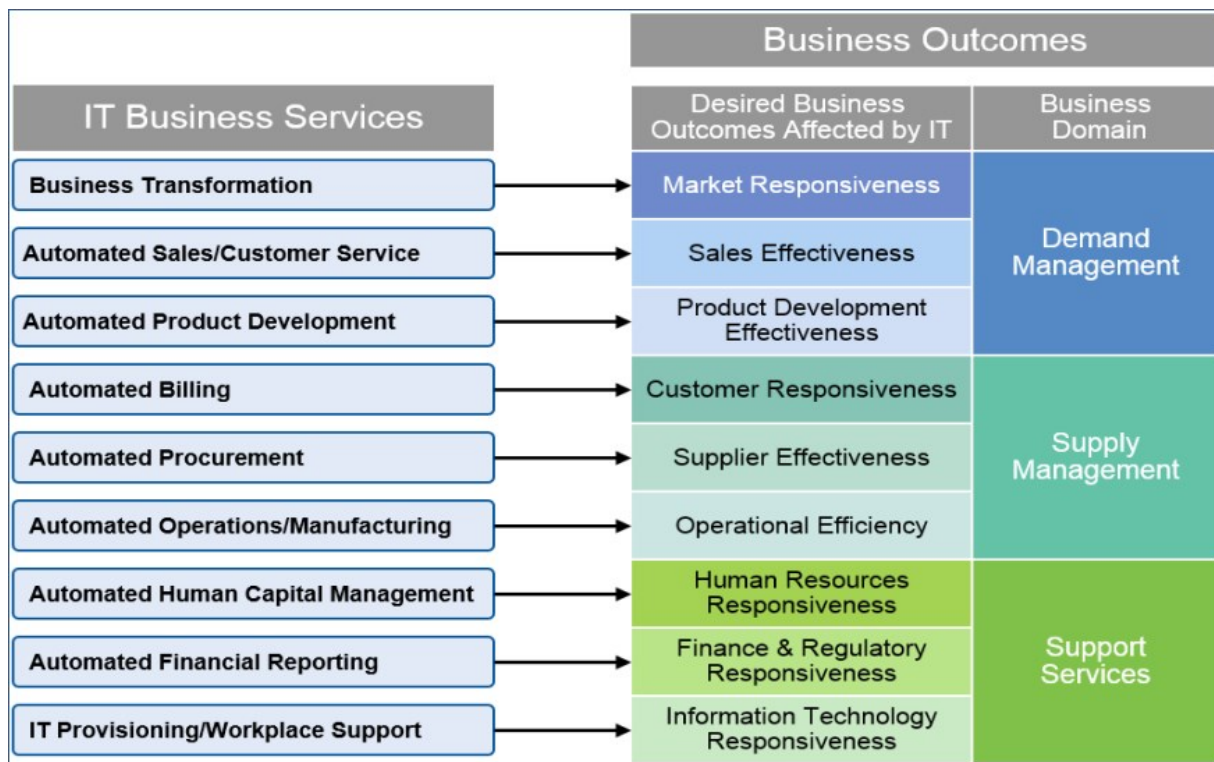 Business Outcomes
IT Business Services
Desired Business
Outcomes Affected by IT
Business
Domain
Business Transformation
Market Responsiveness
Automated Sales/Customer Service
Sales Effectiveness
Demand
Management
Automated Product Development
Product Development
Effectiveness
Automated Billing
Customer Responsiveness
Automated Procurement
Supplier Effectiveness
Supply
Management
Automated Operations/Manufacturing
Operational Efficiency
Automated Human Capital Management
Human Resources
Responsiveness
Automated Financial Reporting
Finance & Regulatory
Responsiveness
Support
Services
IT Provisioning/Workplace Support
Information Technology
Responsiveness